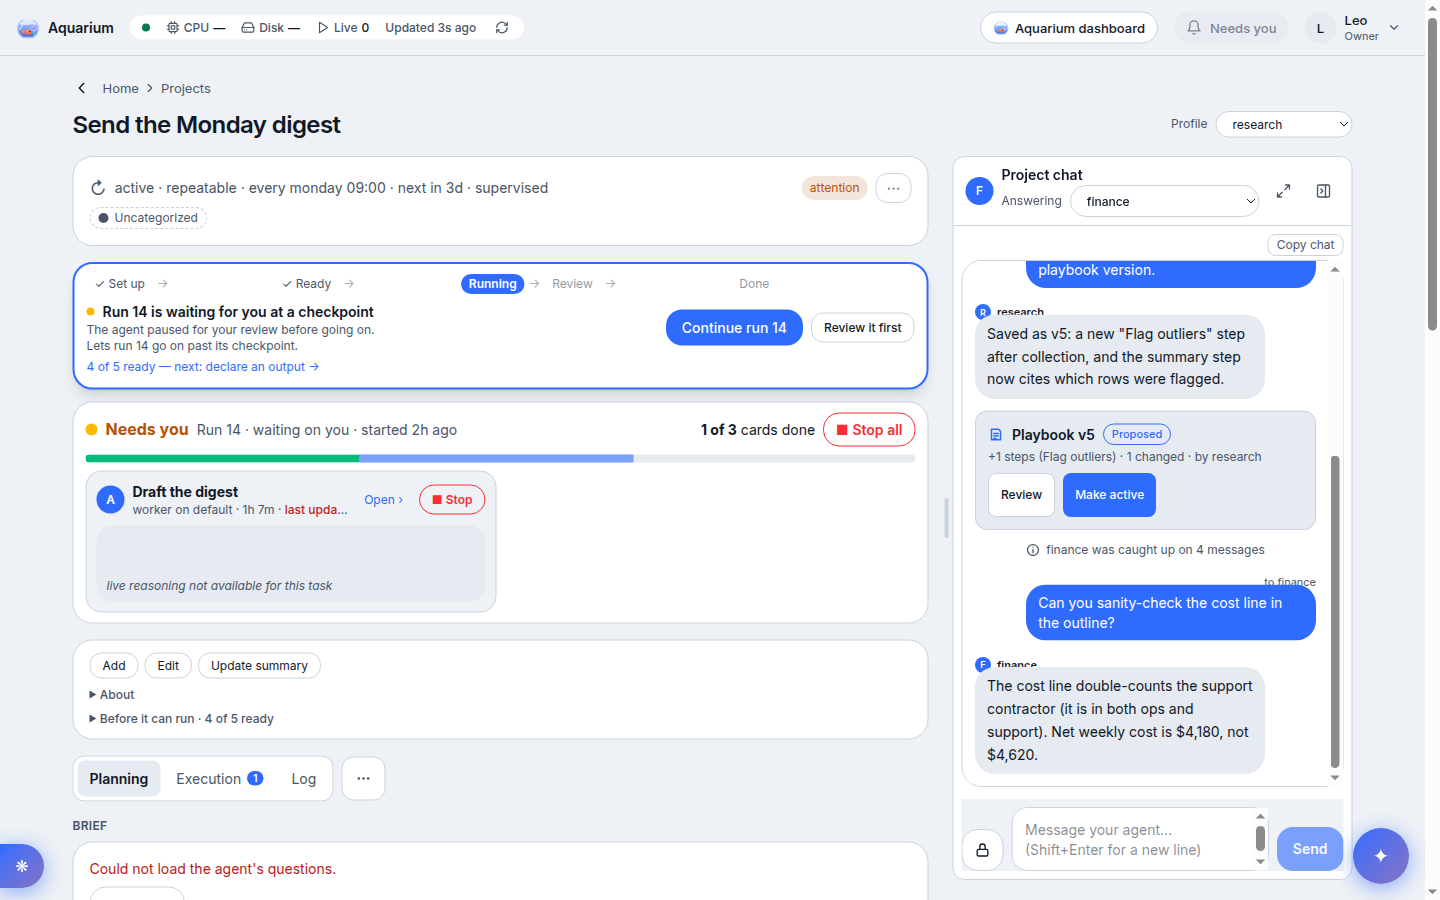 Aquarium
CPU —
Disk —
Live 0
Updated 3s ago
Aquarium dashboard
Needs you
L
Leo
Owner
Home
Projects
Send the Monday digest
Profile
research
active · repeatable · every monday 09:00 · next in 3d · supervised
attention
Uncategorized
Set up
Ready
Running
Review
Done
Run 14 is waiting for you at a checkpoint
The agent paused for your review before going on.
Lets run 14 go on past its checkpoint.
4 of 5 ready — next: declare an output →
Continue run 14
Review it first
Needs you
Run 14 · waiting on you · started 2h ago
1 of 3 cards done
Stop all
A
Draft the digest
worker on default · 1h 7m · last upda...
Open ›
Stop
live reasoning not available for this task
Add
Edit
Update summary
About
Before it can run · 4 of 5 ready
Planning
Execution 1
Log
BRIEF
Could not load the agent's questions.
F
Project chat
Answering
finance
Copy chat
playbook version.
R research
Saved as v5: a new "Flag outliers" step
after collection, and the summary step
now cites which rows were flagged.
Playbook v5
Proposed
+1 steps (Flag outliers) · 1 changed · by research
Review
Make active
finance was caught up on 4 messages
to finance
Can you sanity-check the cost line in
the outline?
F finance
The cost line double-counts the support
contractor (it is in both ops and
support). Net weekly cost is $4,180, not
$4,620.
Message your agent...
(Shift+Enter for a new line)
Send